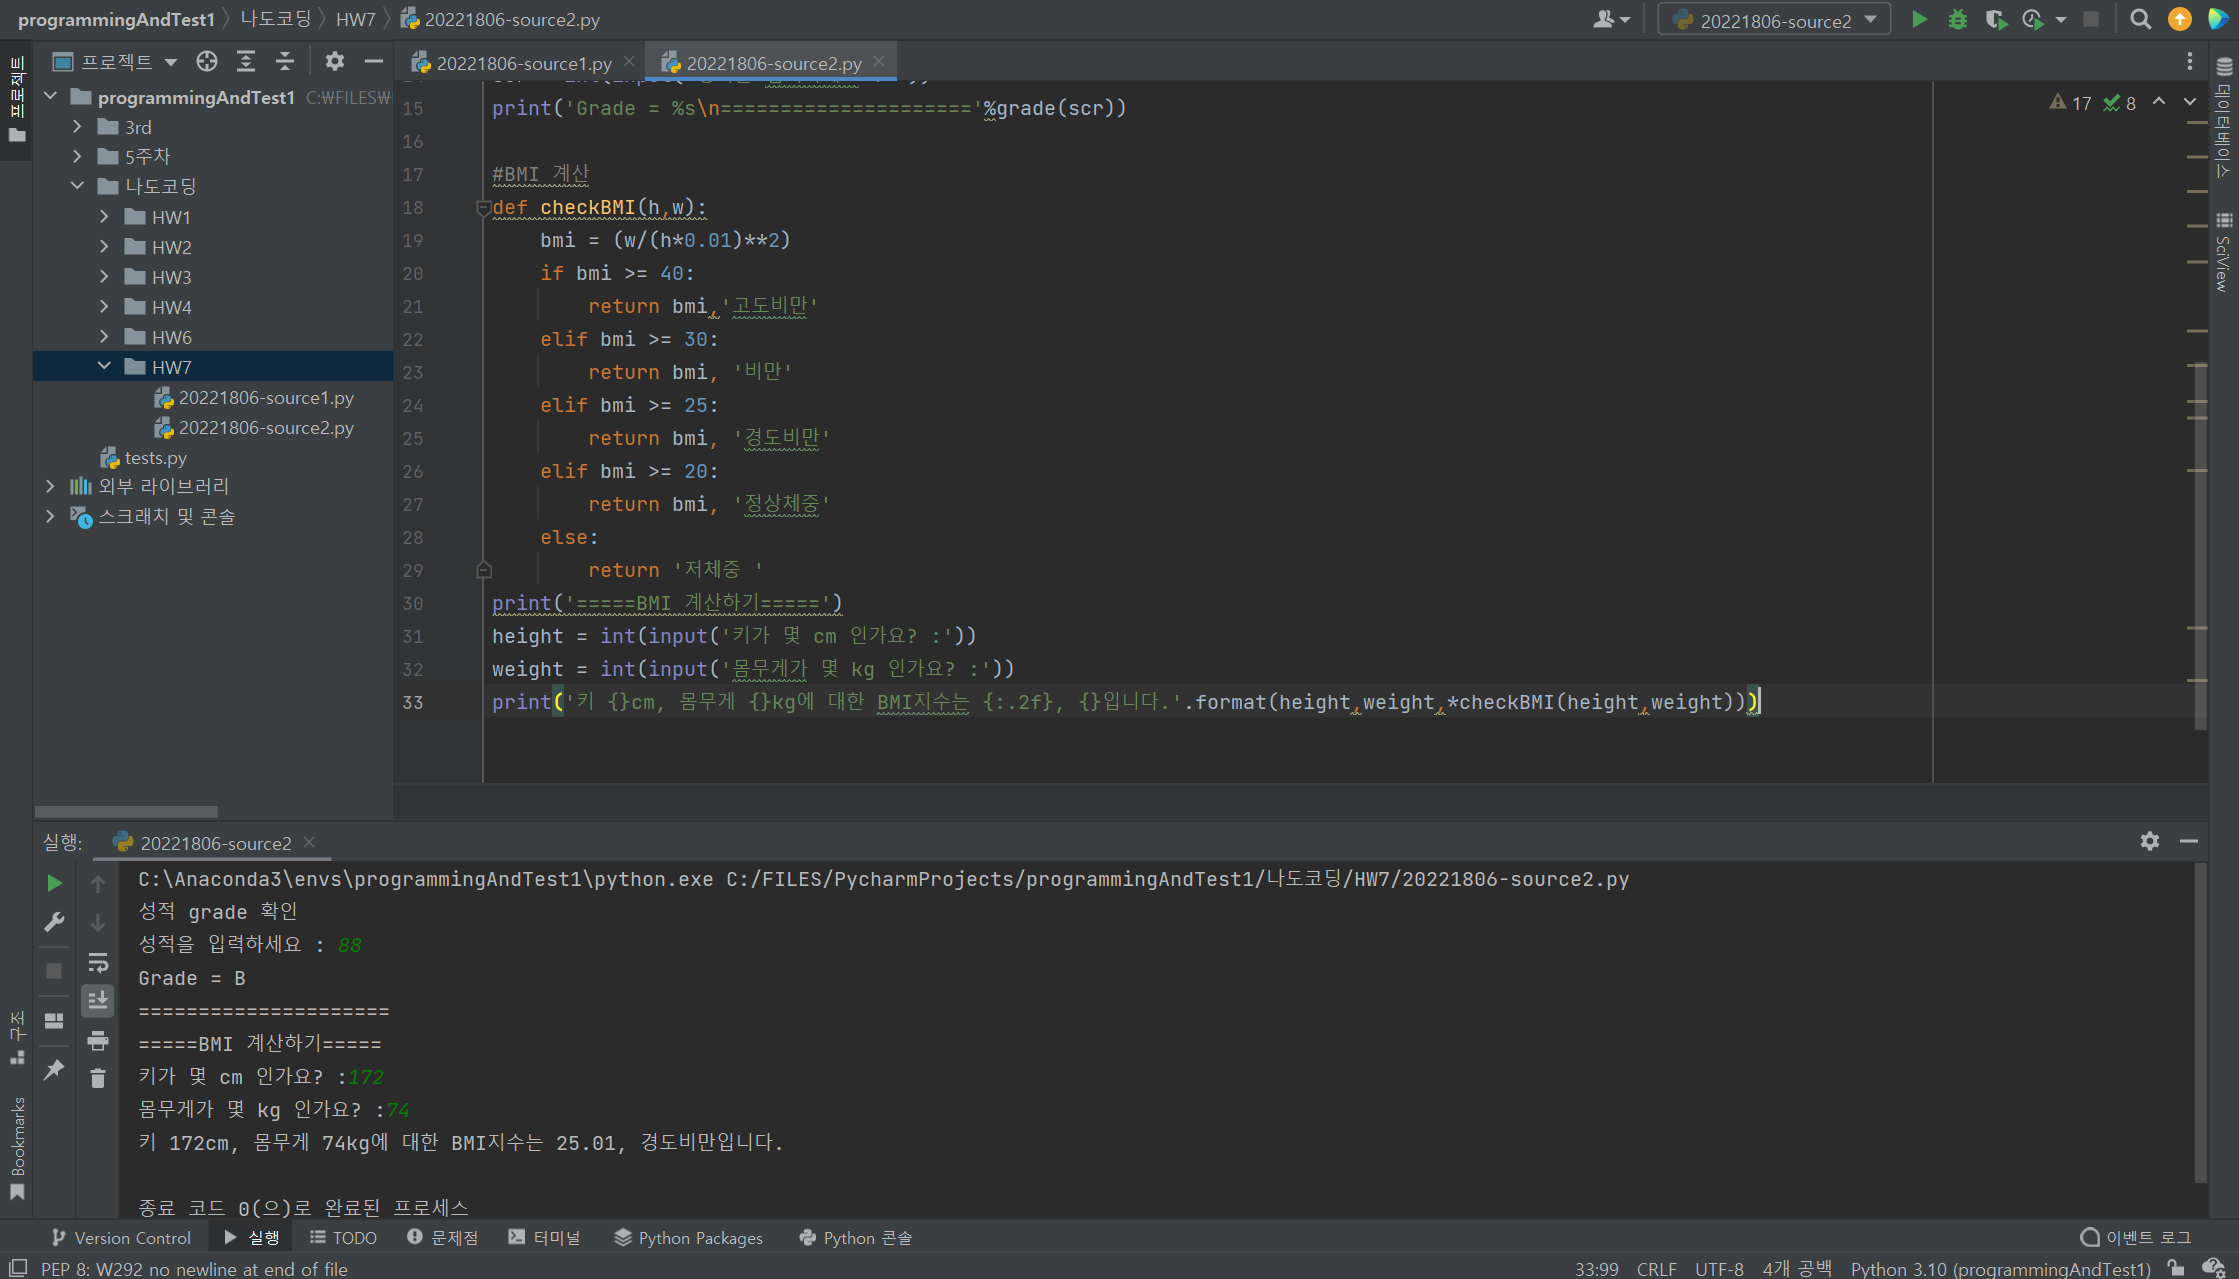 programmingAndTest1 나도코딩 HW7 20221806-source2.py
20221806-source2
프로젝트
프로젝트
20221806-source1.py
20221806-source2.py
programmingAndTest1 C:\FILES\
3rd
5주차
나도코딩
HW1
HW2
HW3
HW4
HW6
HW7
20221806-source1.py
20221806-source2.py
tests.py
외부 라이브러리
스크래치 및 콘솔
17 8
15 print('Grade = %s\n====================='%grade(scr))
16
17 #BMI 계산
18 def checkBMI(h,w):
19 bmi = (w/(h*0.01)**2)
20 if bmi >= 40:
21 return bmi,'고도비만'
22 elif bmi >= 30:
23 return bmi, '비만'
24 elif bmi >= 25:
25 return bmi, '경도비만'
26 elif bmi >= 20:
27 return bmi, '정상체중'
28 else:
29 return '저체중 '
30 print('=====BMI 계산하기=====')
31 height = int(input('키가 몇 cm 인가요? :'))
32 weight = int(input('몸무게가 몇 kg 인가요? :'))
33 print('키 {}cm, 몸무게 {}kg에 대한 BMI지수는 {:.2f}, {}입니다.'.format(height,weight,*checkBMI(height,weight)))
데이터베이스
SciView
실행: 20221806-source2
C:\Anaconda3\envs\programmingAndTest1\python.exe C:/FILES/PycharmProjects/programmingAndTest1/나도코딩/HW7/20221806-source2.py
성적 grade 확인
성적을 입력하세요 : 88
Grade = B
=====================
=====BMI 계산하기=====
키가 몇 cm 인가요? :172
몸무게가 몇 kg 인가요? :74
키 172cm, 몸무게 74kg에 대한 BMI지수는 25.01, 경도비만입니다.
종료 코드 0(으)로 완료된 프로세스
구조
Bookmarks
Version Control 실행 TODO 문제점 터미널 Python Packages Python 콘솔 이벤트 로그
PEP 8: W292 no newline at end of file 33:99 CRLF UTF-8 4개 공백 Python 3.10 (programmingAndTest1)